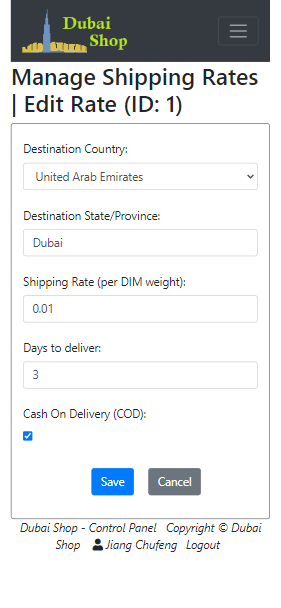 Dubai
Shop
Manage Shipping Rates
| Edit Rate (ID: 1)
Destination Country:
United Arab Emirates
Destination State/Province:
Dubai
Shipping Rate (per DIM weight):
0.01
Days to deliver:
3
Cash On Delivery (COD):
Save Cancel
Dubai Shop - Control Panel Copyright © Dubai
Shop Jiang Chufeng Logout